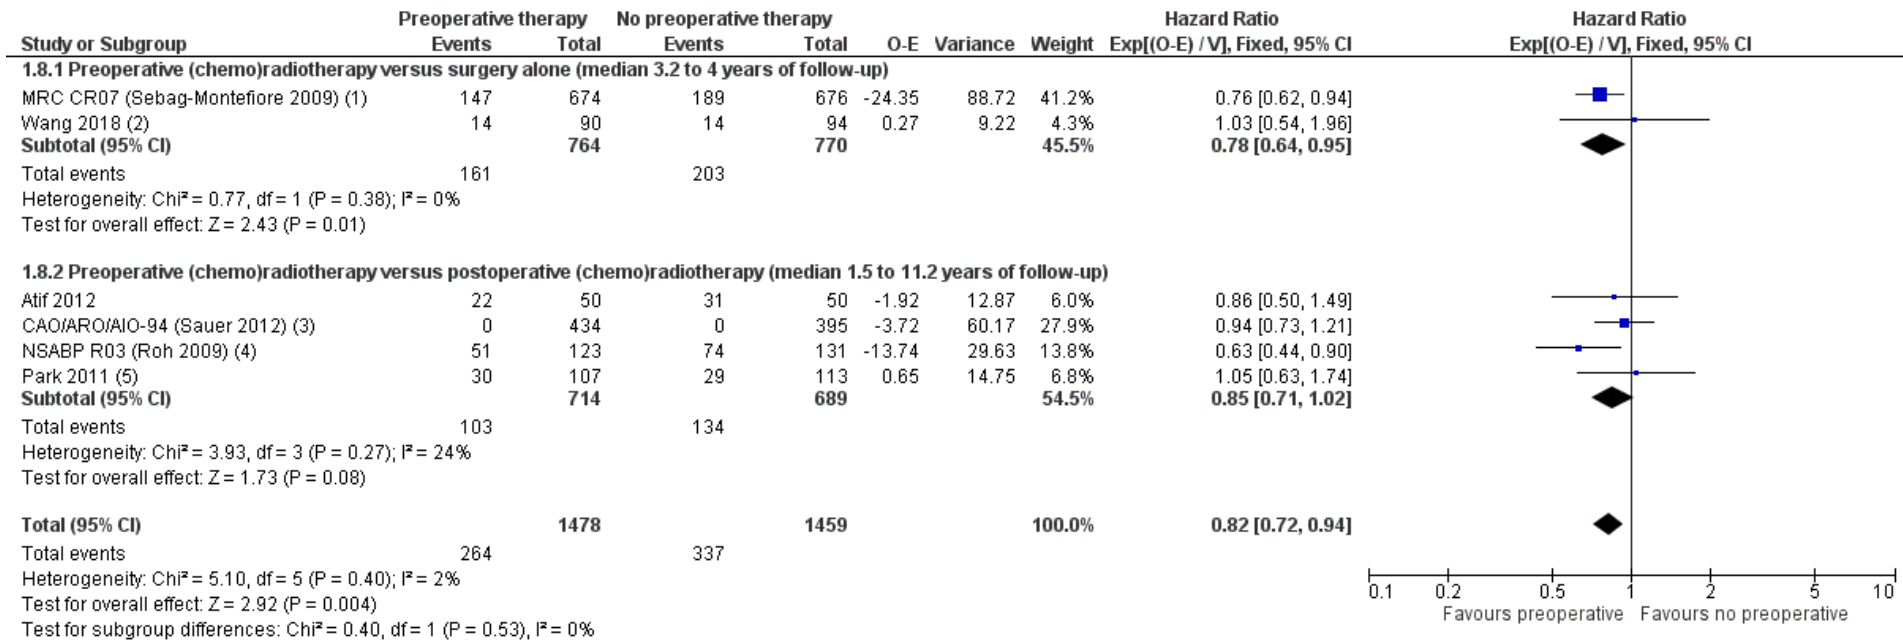 Preoperative therapy No preoperative therapy Hazard Ratio Hazard Ratio
Study or Subgroup Events Total Events Total O-E Variance Weight Exp[(O-E) / V], Fixed, 95% CI Exp[(O-E) / V], Fixed, 95% CI
1.8.1 Preoperative (chemo)radiotherapy versus surgery alone (median 3.2 to 4 years of follow-up)
MRC CR07 (Sebag-Montefiore 2009) (1) 147 674 189 676 -24.35 88.72 41.2% 0.76 [0.62, 0.94]
Wang 2018 (2) 14 90 14 94 0.27 9.22 4.3% 1.03 [0.54, 1.96]
Subtotal (95% CI) 764 770 45.5% 0.78 [0.64, 0.95]
Total events 161 203
Heterogeneity: Chi² = 0.77, df = 1 (P = 0.38); I² = 0%
Test for overall effect: Z = 2.43 (P = 0.01)
1.8.2 Preoperative (chemo)radiotherapy versus postoperative (chemo)radiotherapy (median 1.5 to 11.2 years of follow-up)
Atif 2012 22 50 31 50 -1.92 12.87 6.0% 0.86 [0.50, 1.49]
CAO/ARO/AIO-94 (Sauer 2012) (3) 0 434 0 395 -3.72 60.17 27.9% 0.94 [0.73, 1.21]
NSABP R03 (Roh 2009) (4) 51 123 74 131 -13.74 29.63 13.8% 0.63 [0.44, 0.90]
Park 2011 (5) 30 107 29 113 0.65 14.75 6.8% 1.05 [0.63, 1.74]
Subtotal (95% CI) 714 689 54.5% 0.85 [0.71, 1.02]
Total events 103 134
Heterogeneity: Chi² = 3.93, df = 3 (P = 0.27); I² = 24%
Test for overall effect: Z = 1.73 (P = 0.08)
Total (95% CI) 1478 1459 100.0% 0.82 [0.72, 0.94]
Total events 264 337
Heterogeneity: Chi² = 5.10, df = 5 (P = 0.40); I² = 2%
Test for overall effect: Z = 2.92 (P = 0.004)
Test for subgroup differences: Chi² = 0.40, df = 1 (P = 0.53), I² = 0%
0.1 0.2 0.5 1 2 5 10
Favours preoperative Favours no preoperative